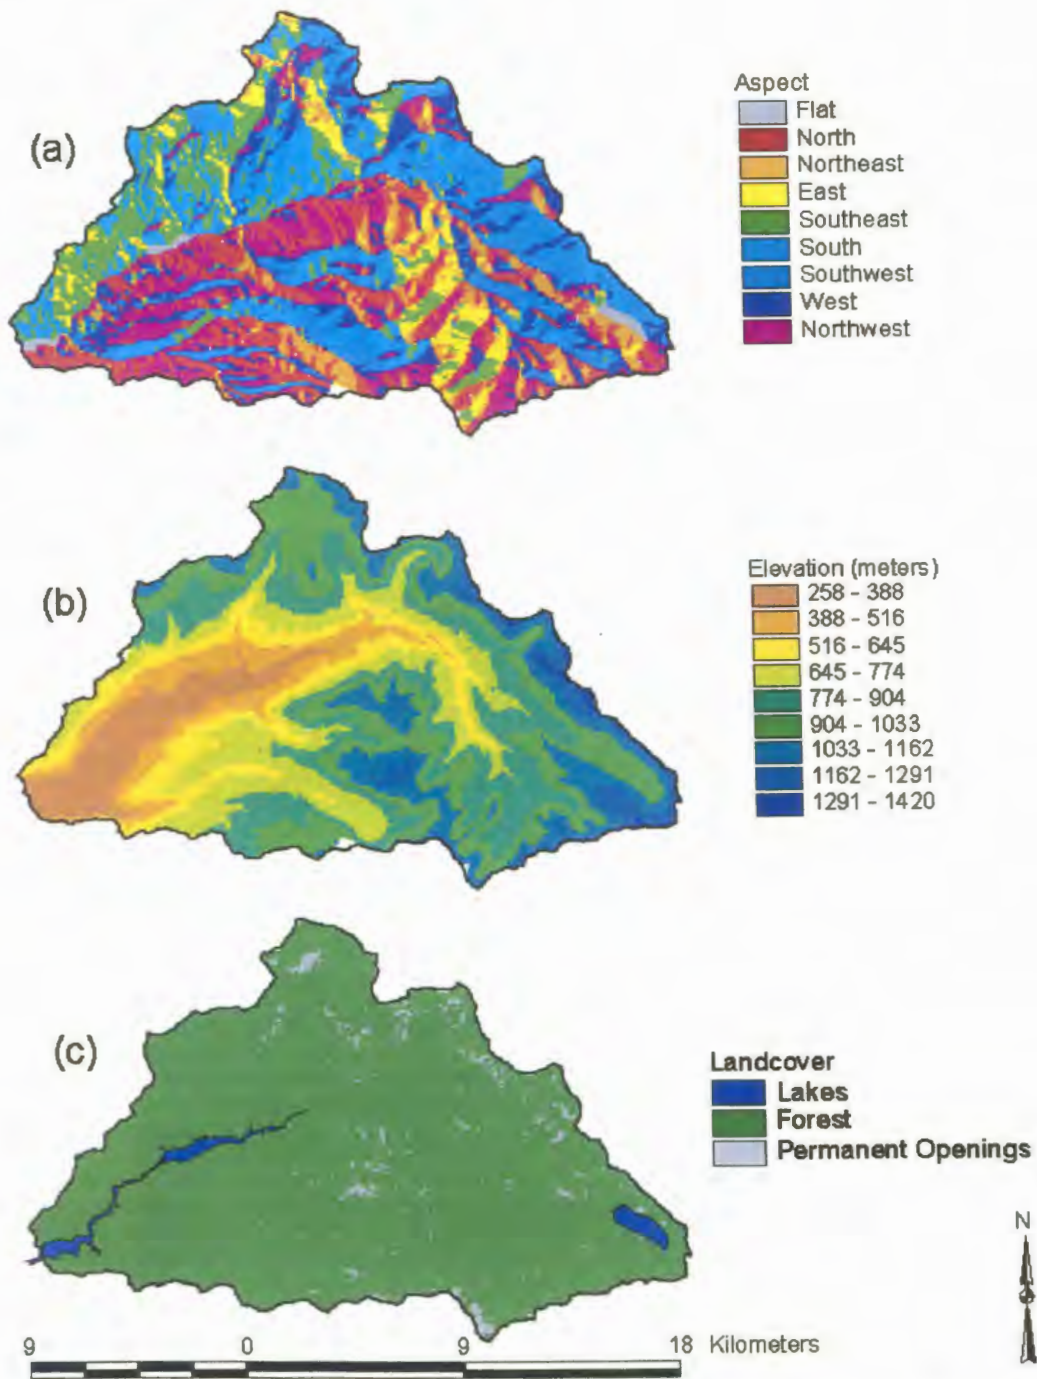 (a)
Aspect
Flat
North
Northeast
East
Southeast
South
Southwest
West
Northwest
(b)
Elevation (meters)
258 - 388
388 - 516
516 - 645
645 - 774
774 - 904
904 - 1033
1033 - 1162
1162 - 1291
1291 - 1420
(c)
Landcover
Lakes
Forest
Permanent Openings
N
9 0 9 18 Kilometers